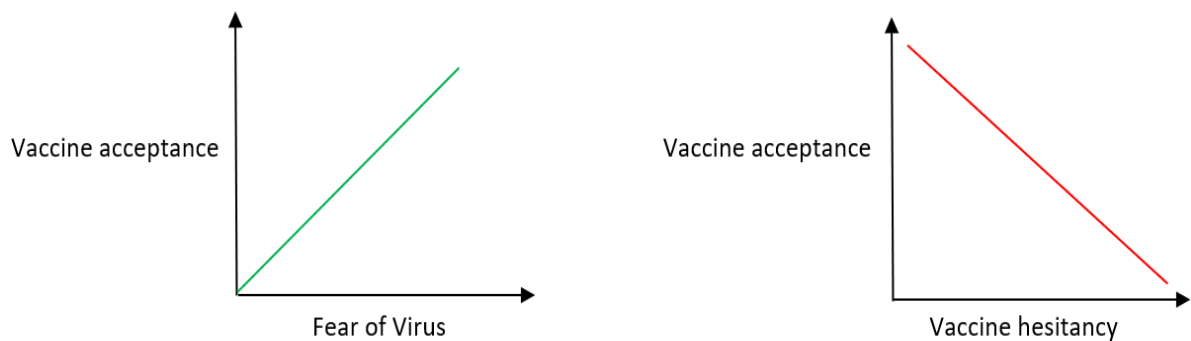 Vaccine acceptance
Fear of Virus
Vaccine acceptance
Vaccine hesitancy